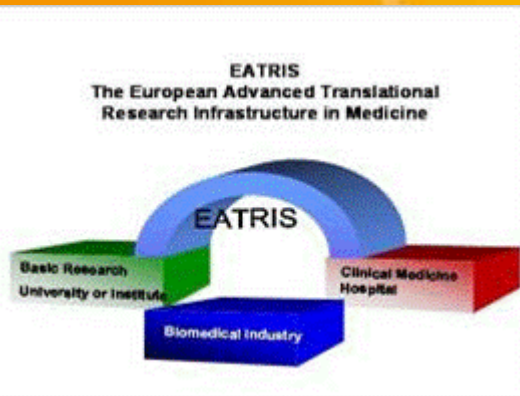 EATRIS
The European Advanced Translational
Research Infrastructure in Medicine
EATRIS
Basic Research
University or Institute
Clinical Medicine
Hospital
Biomedical Industry